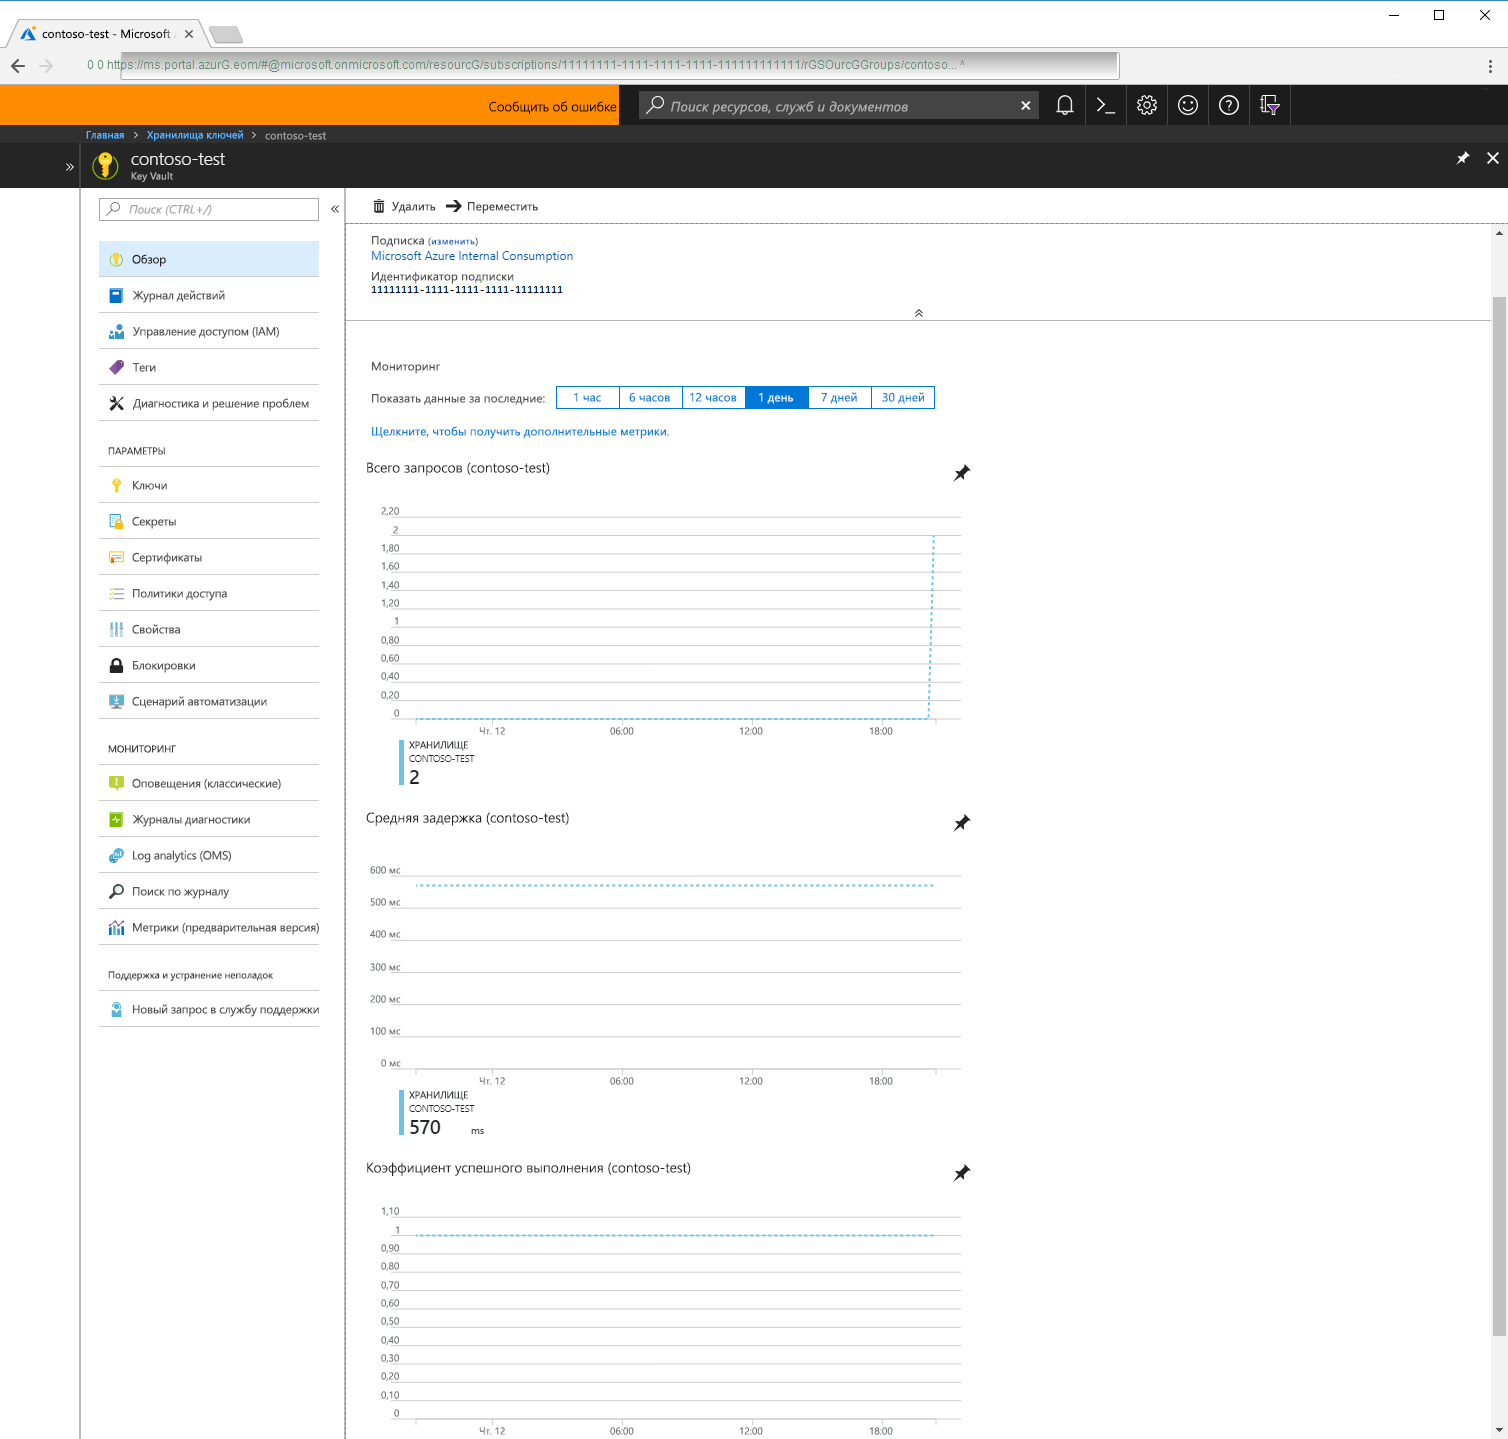 contoso-test - Microsoft
0 0 https://ms.portal.azurG.eom/#@microsoft.onmicrosoft.com/resourcG/subscriptions/11111111-1111-1111-1111-111111111111/rGSOurcGGroups/contoso... ^
Сообщить об ошибке
Поиск ресурсов, служб и документов
Главная > Хранилища ключей > contoso-test
contoso-test
Key Vault
Поиск (CTRL+/)
Обзор
Журнал действий
Управление доступом (IAM)
Теги
Диагностика и решение проблем
ПАРАМЕТРЫ
Ключи
Секреты
Сертификаты
Политики доступа
Свойства
Блокировки
Сценарий автоматизации
МОНИТОРИНГ
Оповещения (классические)
Журналы диагностики
Log analytics (OMS)
Поиск по журналу
Метрики (предварительная версия)
Поддержка и устранение неполадок
Новый запрос в службу поддержки
Удалить Переместить
Подписка (изменить)
Microsoft Azure Internal Consumption
Идентификатор подписки
11111111-1111-1111-1111-11111111
Мониторинг
Показать данные за последние: 1 час 6 часов 12 часов 1 день 7 дней 30 дней
Щелкните, чтобы получить дополнительные метрики.
Всего запросов (contoso-test)
2,20
2
1,80
1,60
1,40
1,20
1
0,80
0,60
0,40
0,20
0
Чт. 12 06:00 12:00 18:00
ХРАНИЛИЩЕ
CONTOSO-TEST
2
Средняя задержка (contoso-test)
600 мс
500 мс
400 мс
300 мс
200 мс
100 мс
0 мс
Чт. 12 06:00 12:00 18:00
ХРАНИЛИЩЕ
CONTOSO-TEST
570 ms
Коэффициент успешного выполнения (contoso-test)
1,10
1
0,90
0,80
0,70
0,60
0,50
0,40
0,30
0,20
0,10
0
Чт. 12 06:00 12:00 18:00